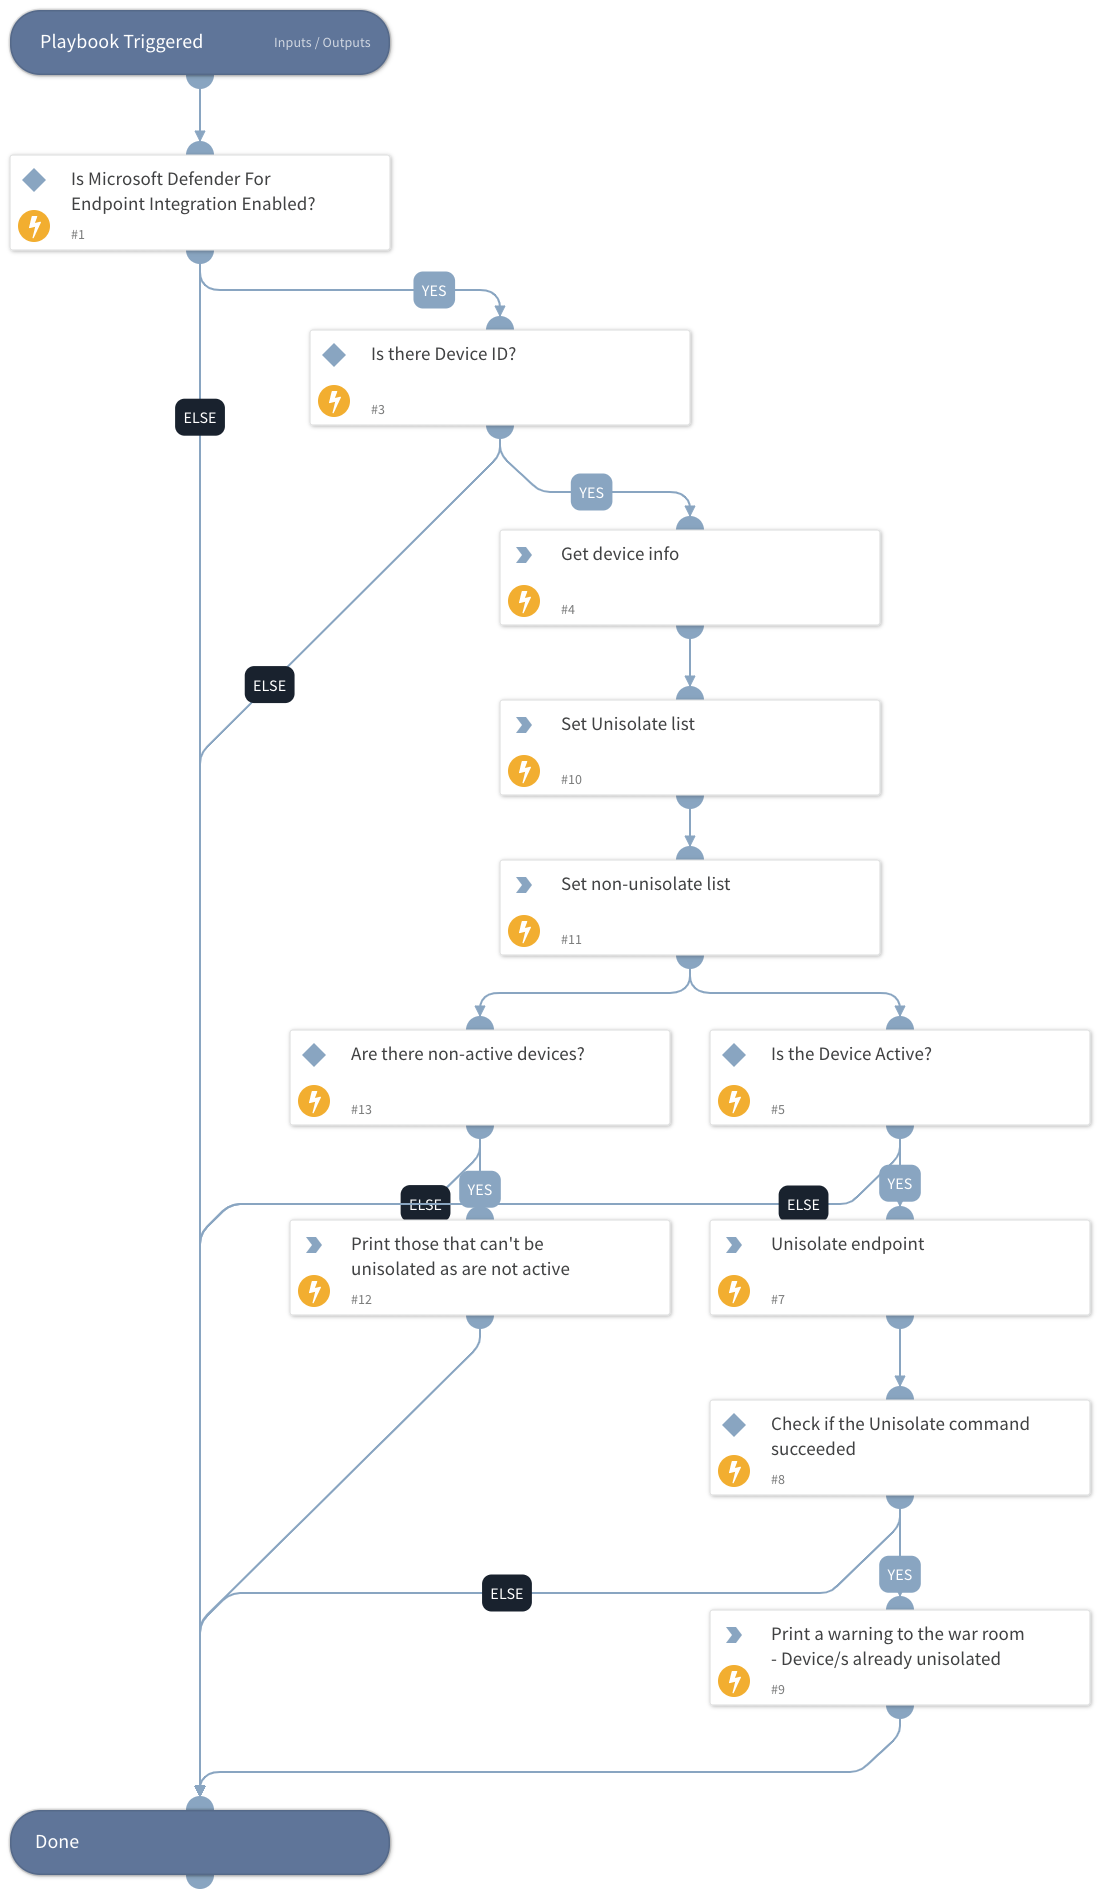 Playbook Triggered
Inputs / Outputs
Is Microsoft Defender For
Endpoint Integration Enabled?
#1
YES
Is there Device ID?
#3
ELSE
YES
Get device info
#4
ELSE
Set Unisolate list
#10
Set non-unisolate list
#11
Are there non-active devices?
#13
Is the Device Active?
#5
ELSE
YES
ELSE
YES
Print those that can't be
unisolated as are not active
#12
Unisolate endpoint
#7
Check if the Unisolate command
succeeded
#8
ELSE
YES
Print a warning to the war room
- Device/s already unisolated
#9
Done